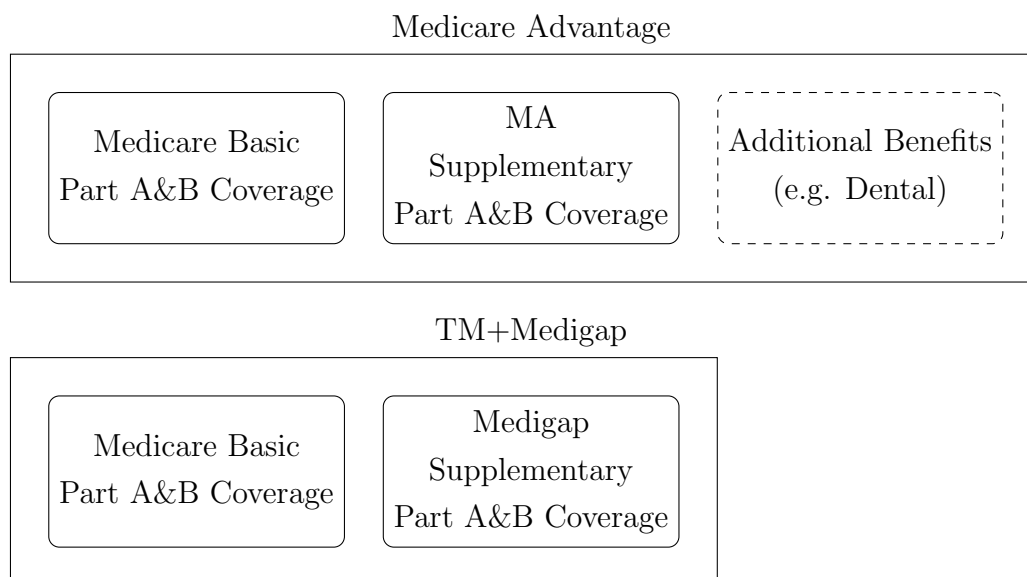 Medicare Advantage
Medicare Basic
Part A&B Coverage
MA
Supplementary
Part A&B Coverage
Additional Benefits
(e.g. Dental)
TM+Medigap
Medicare Basic
Part A&B Coverage
Medigap
Supplementary
Part A&B Coverage